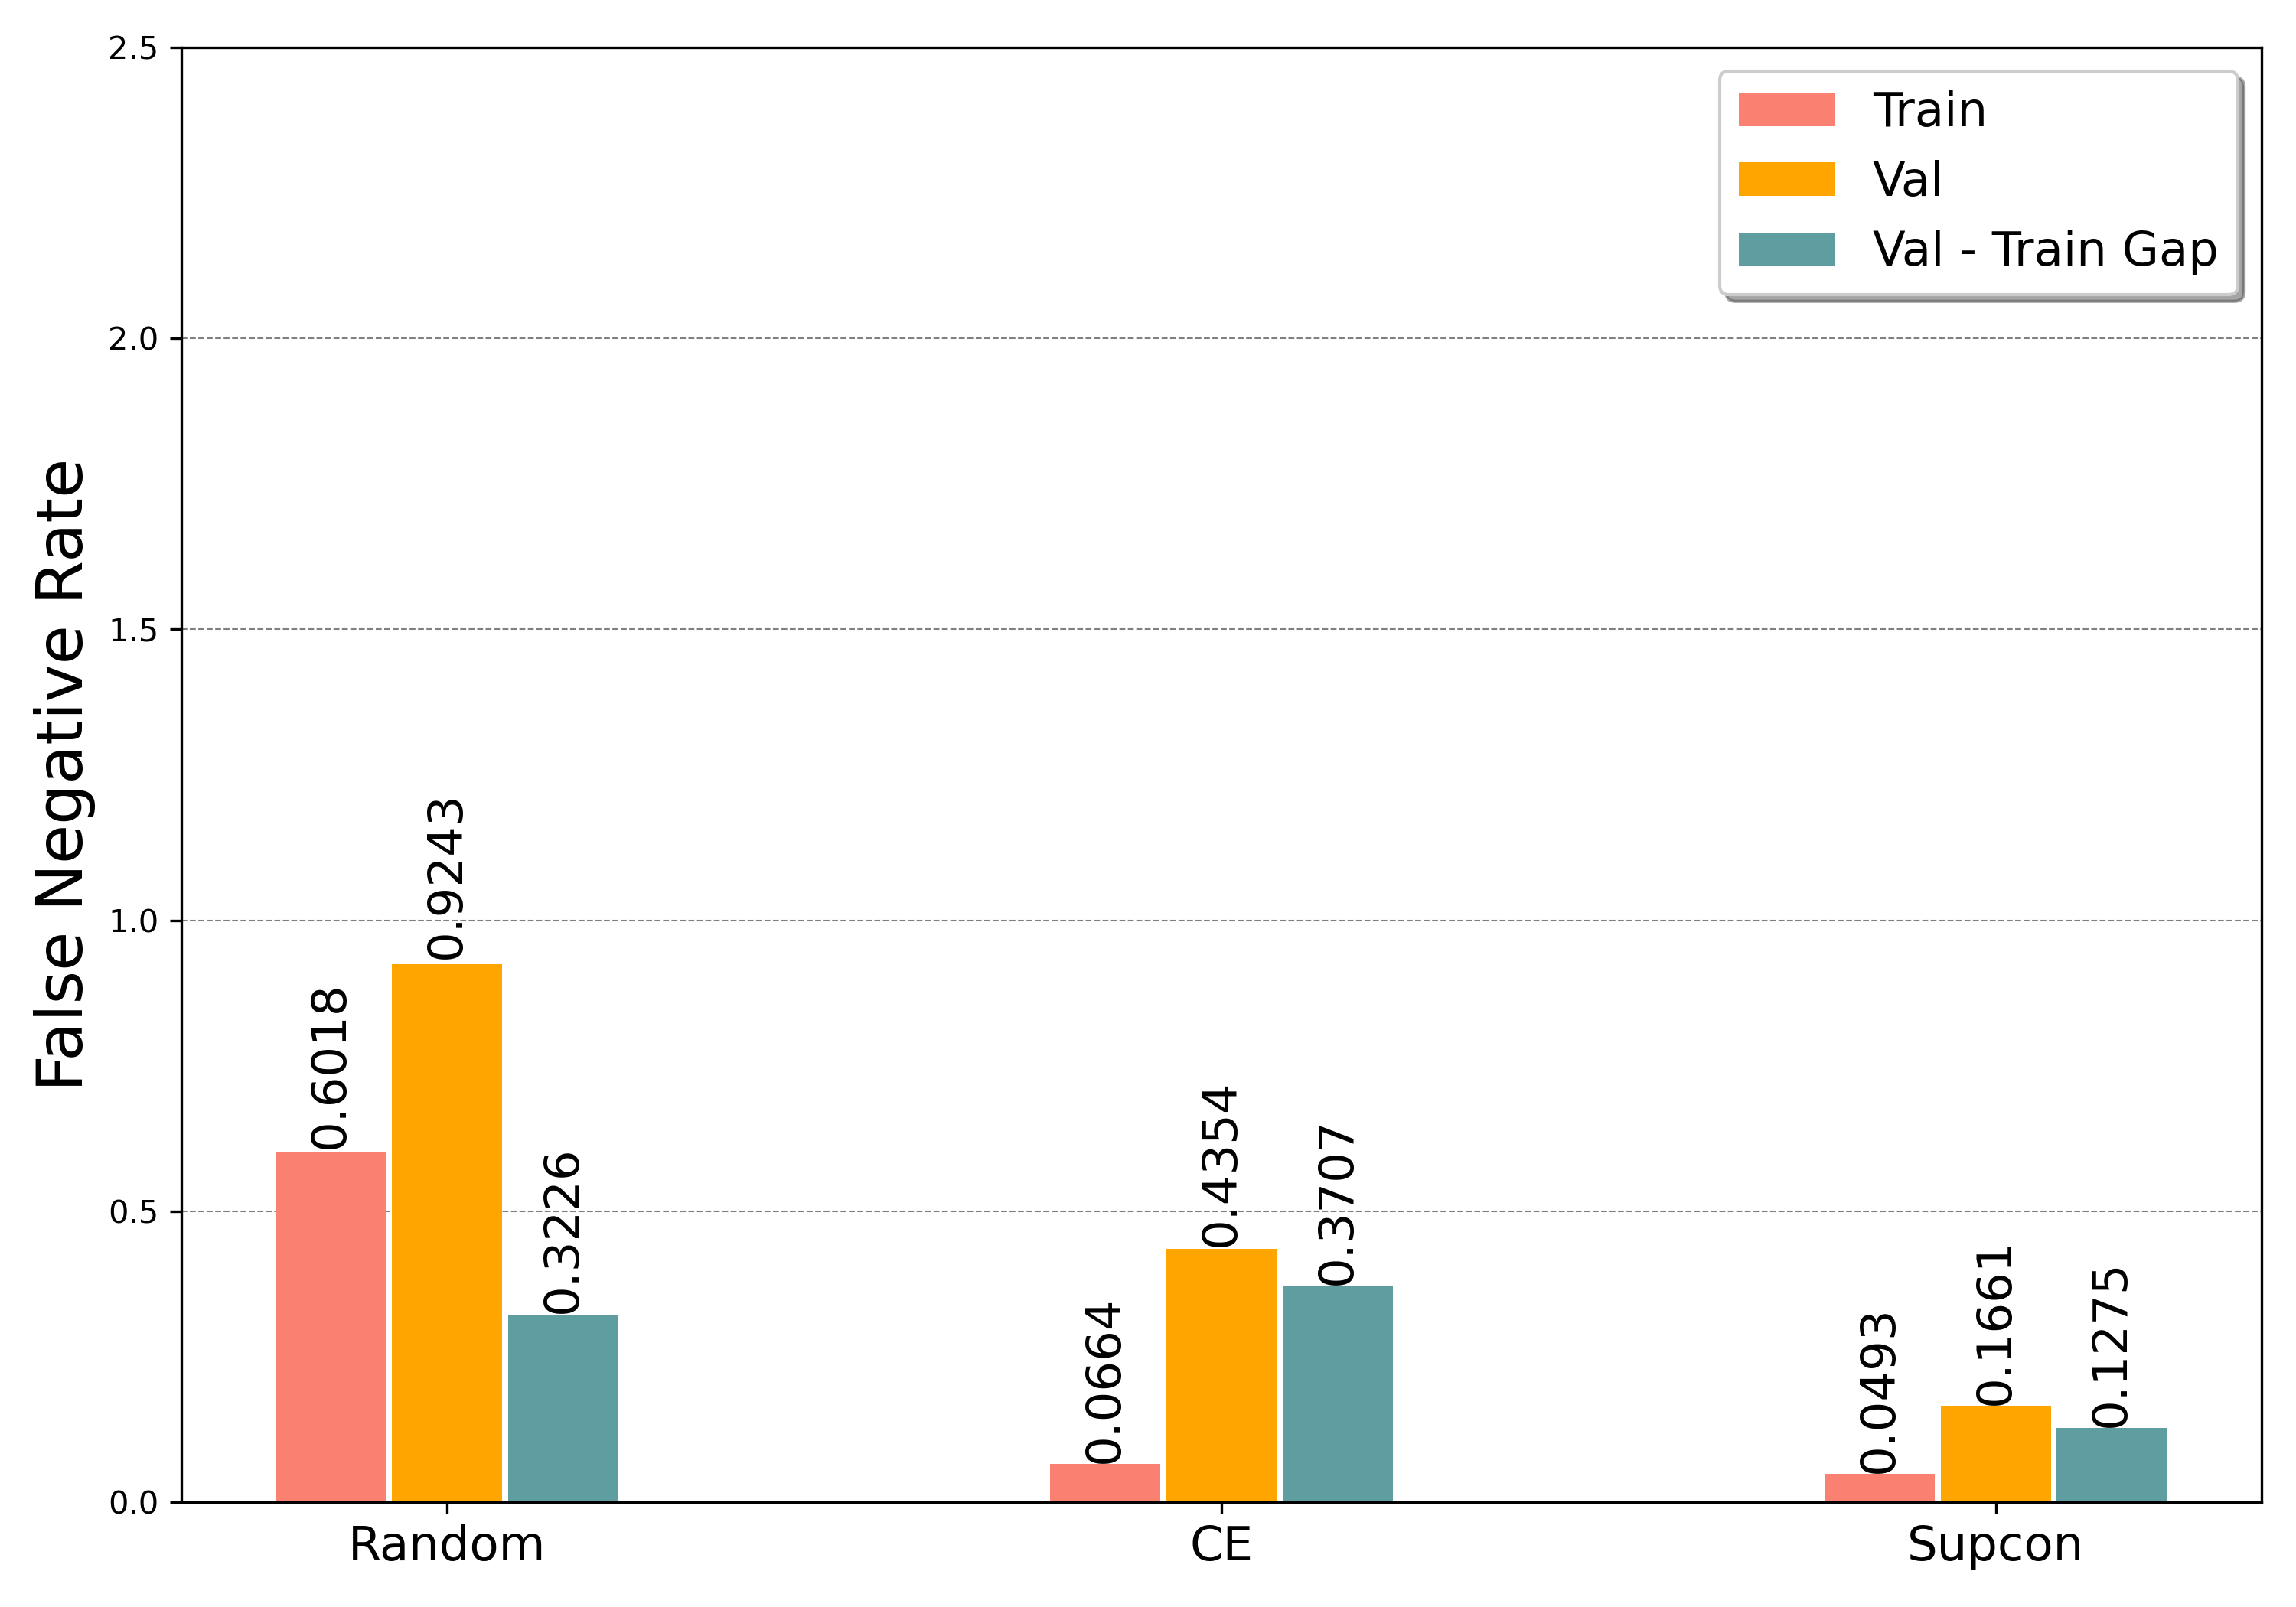 False Negative Rate
2.5
2.0
1.5
1.0
0.5
0.0
Train
Val
Val - Train Gap
0.6018
0.9243
0.3226
0.0664
0.4354
0.3707
0.0493
0.1661
0.1275
Random
CE
Supcon